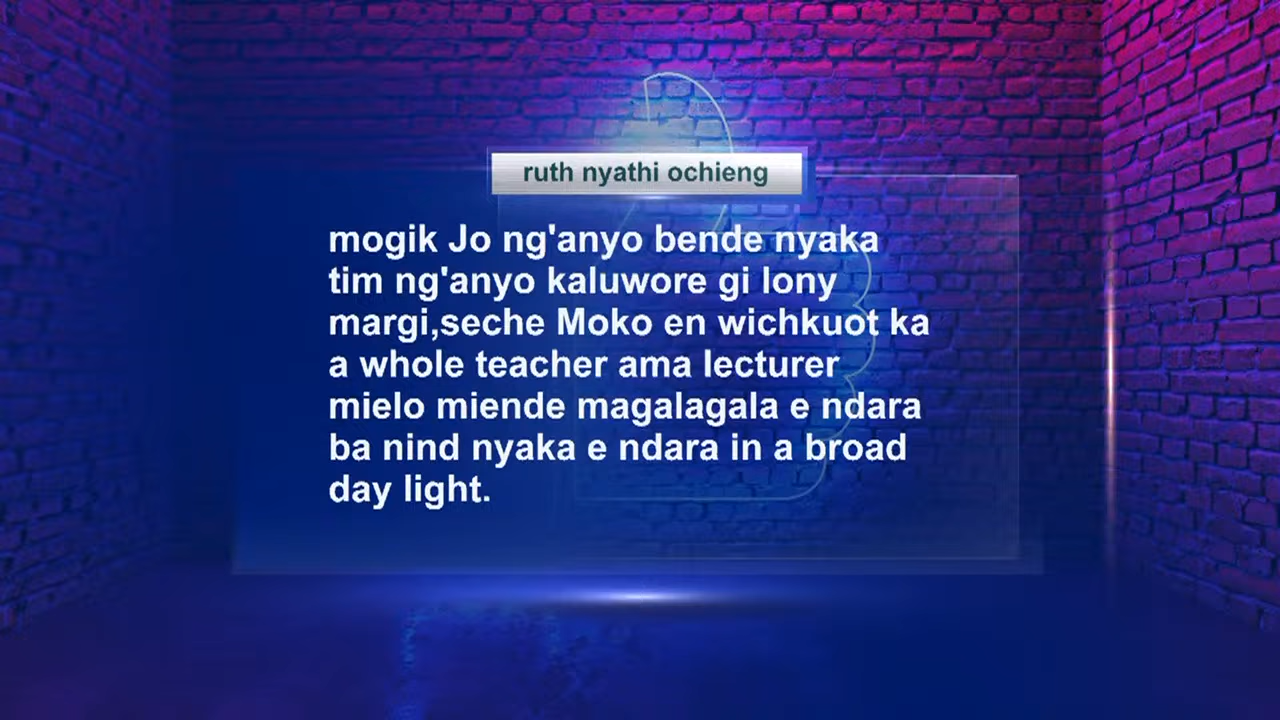 ruth nyathi ochieng
mogik Jo ng'anyo bende nyaka
tim ng'anyo kaluwore gi lony
margi,seche Moko en wichkuot ka
a whole teacher ama lecturer
mielo miende magalagala e ndara
ba nind nyaka e ndara in a broad
day light.